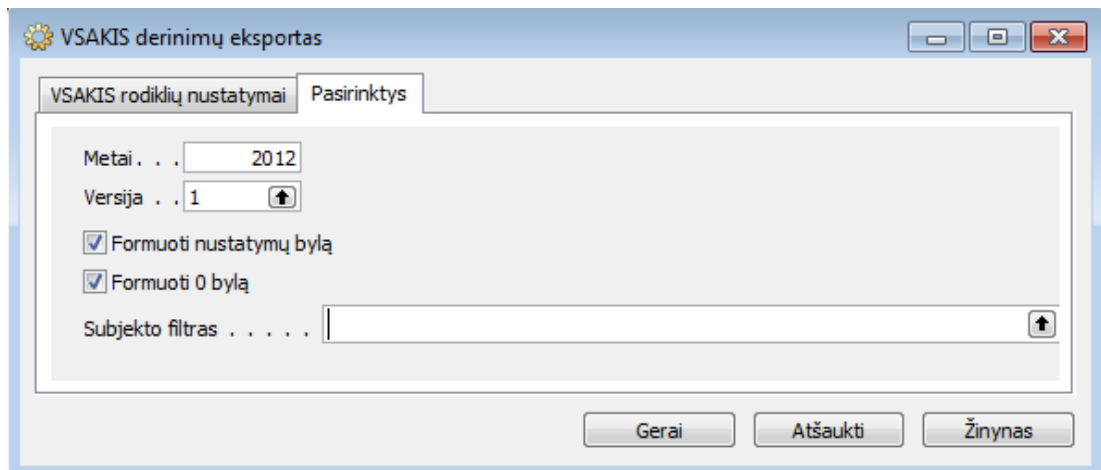 VSAKIS derinimų eksportas
VSAKIS rodiklių nustatymai Pasirinktys
Metai. . . 2012
Versija . . 1
Formuoti nustatymų bylą
Formuoti 0 bylą
Subjekto filtras . . . . .
Gerai Atšaukti Žinynas